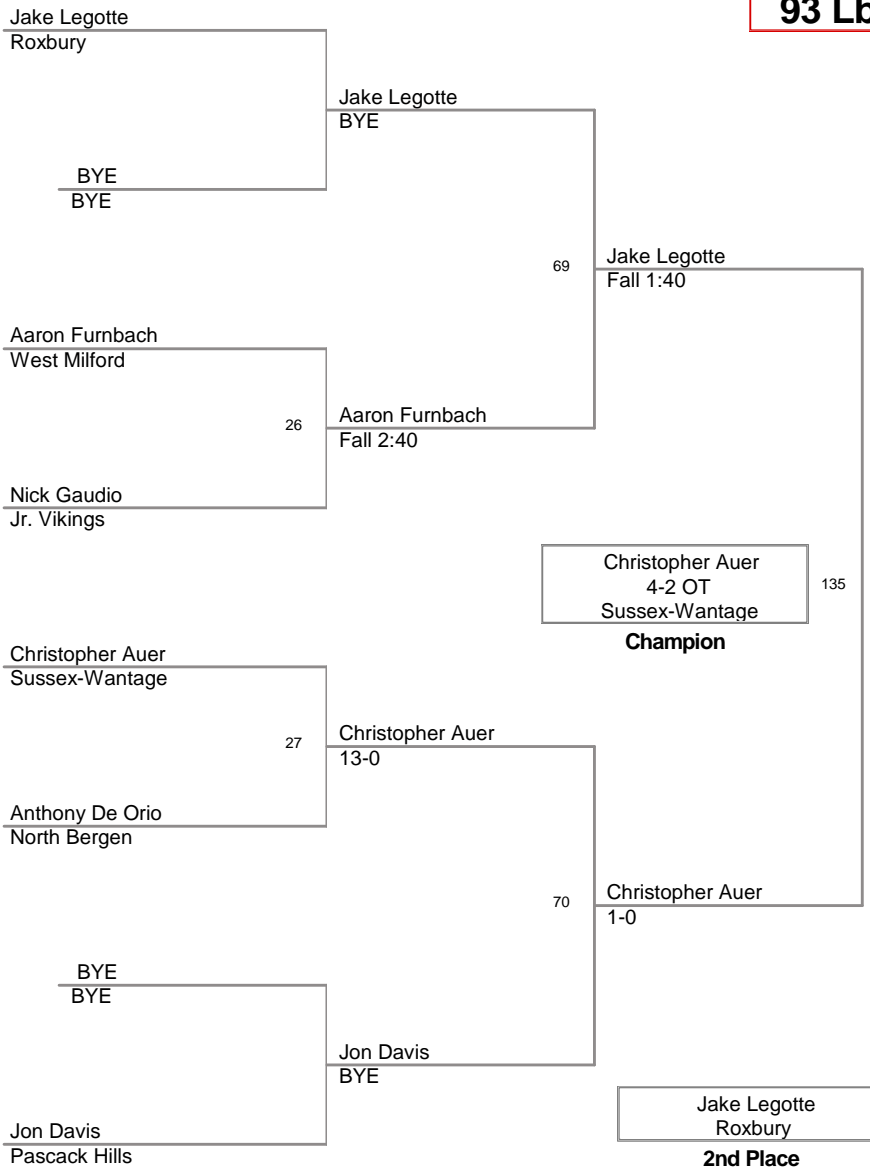 93 Lb
Jake Legotte
Roxbury
Jake Legotte
BYE
BYE
BYE
69
Jake Legotte
Fall 1:40
Aaron Furnbach
West Milford
26
Aaron Furnbach
Fall 2:40
Nick Gaudio
Jr. Vikings
Christopher Auer
4-2 OT
Sussex-Wantage
135
Champion
Christopher Auer
Sussex-Wantage
27
Christopher Auer
13-0
Anthony De Orio
North Bergen
70
Christopher Auer
1-0
BYE
BYE
Jon Davis
BYE
Jake Legotte
Roxbury
2nd Place
Jon Davis
Pascack Hills